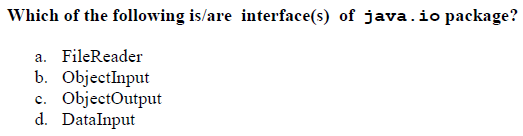 Which of the following is/are interface(s) of java.io package?
a. FileReader
b. ObjectInput
c. ObjectOutput
d. DataInput